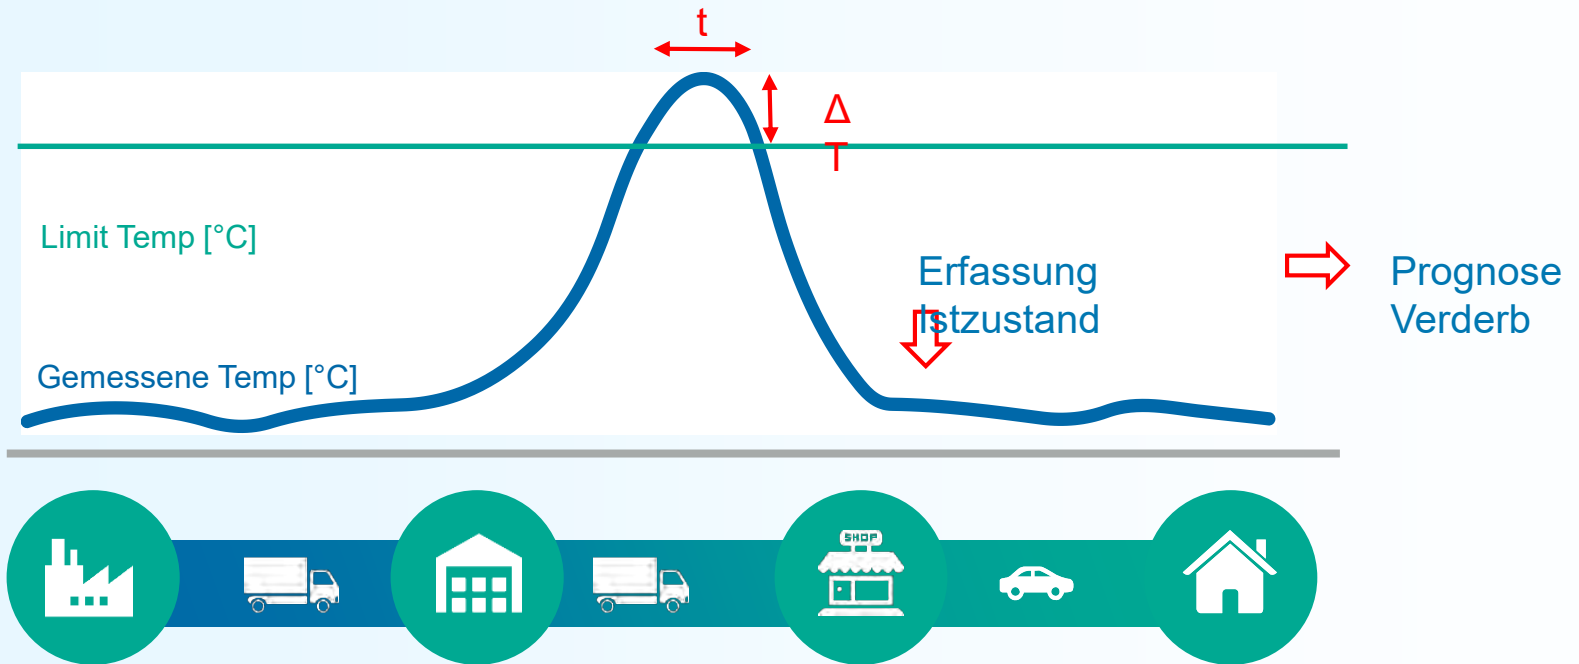 t
Δ
T
Limit Temp [°C]
Erfassung
Istzustand
Prognose
Verderb
Gemessene Temp [°C]
SHOP